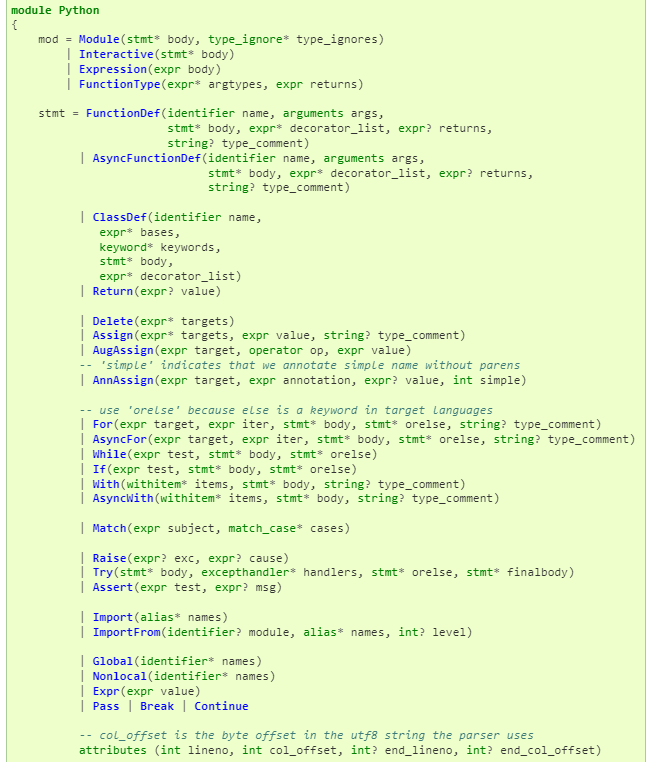 module Python
{
    mod = Module(stmt* body, type_ignore* type_ignores)
          | Interactive(stmt* body)
          | Expression(expr body)
          | FunctionType(expr* argtypes, expr returns)

    stmt = FunctionDef(identifier name, arguments args,
                       stmt* body, expr* decorator_list, expr? returns,
                       string? type_comment)
          | AsyncFunctionDef(identifier name, arguments args,
                             stmt* body, expr* decorator_list, expr? returns,
                             string? type_comment)

          | ClassDef(identifier name,
             expr* bases,
             keyword* keywords,
             stmt* body,
             expr* decorator_list)
          | Return(expr? value)

          | Delete(expr* targets)
          | Assign(expr* targets, expr value, string? type_comment)
          | AugAssign(expr target, operator op, expr value)
          -- 'simple' indicates that we annotate simple name without parens
          | AnnAssign(expr target, expr annotation, expr? value, int simple)

          -- use 'orelse' because else is a keyword in target languages
          | For(expr target, expr iter, stmt* body, stmt* orelse, string? type_comment)
          | AsyncFor(expr target, expr iter, stmt* body, stmt* orelse, string? type_comment)
          | While(expr test, stmt* body, stmt* orelse)
          | If(expr test, stmt* body, stmt* orelse)
          | With(withitem* items, stmt* body, string? type_comment)
          | AsyncWith(withitem* items, stmt* body, string? type_comment)

          | Match(expr subject, match_case* cases)

          | Raise(expr? exc, expr? cause)
          | Try(stmt* body, excepthandler* handlers, stmt* orelse, stmt* finalbody)
          | Assert(expr test, expr? msg)

          | Import(alias* names)
          | ImportFrom(identifier? module, alias* names, int? level)

          | Global(identifier* names)
          | Nonlocal(identifier* names)
          | Expr(expr value)
          | Pass | Break | Continue

          -- col_offset is the byte offset in the utf8 string the parser uses
          attributes (int lineno, int col_offset, int? end_lineno, int? end_col_offset)